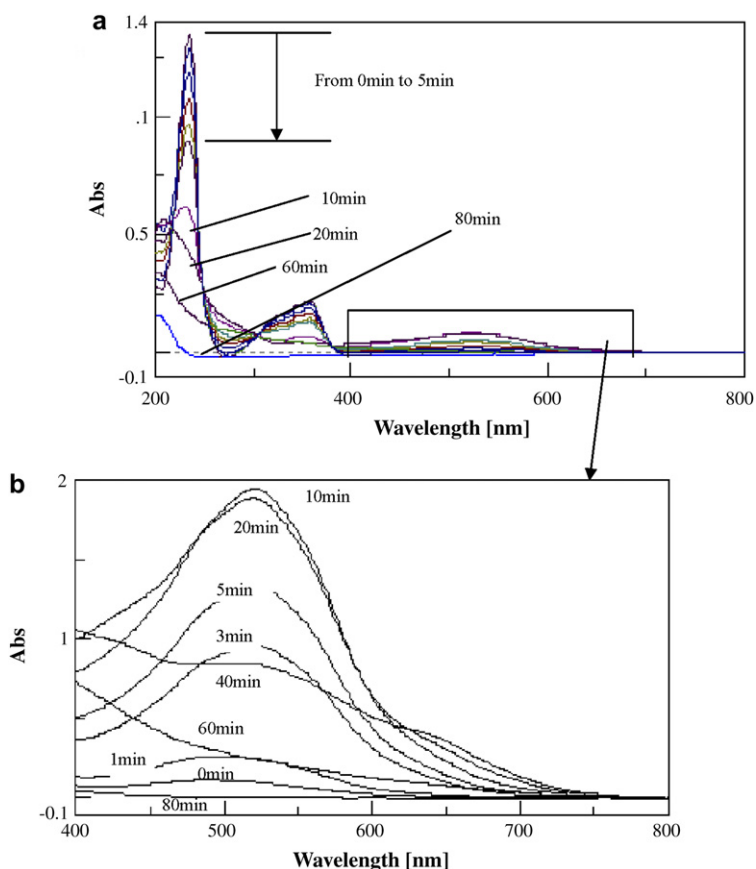 a
1.4
From 0min to 5min
.1
Abs
10min
80min
0.5
20min
60min
-0.1
200
400
600
800
Wavelength [nm]
b
2
10min
20min
5min
1
3min
Abs
40min
60min
1min
0min
80min
-0.1
400
500
600
700
800
Wavelength [nm]